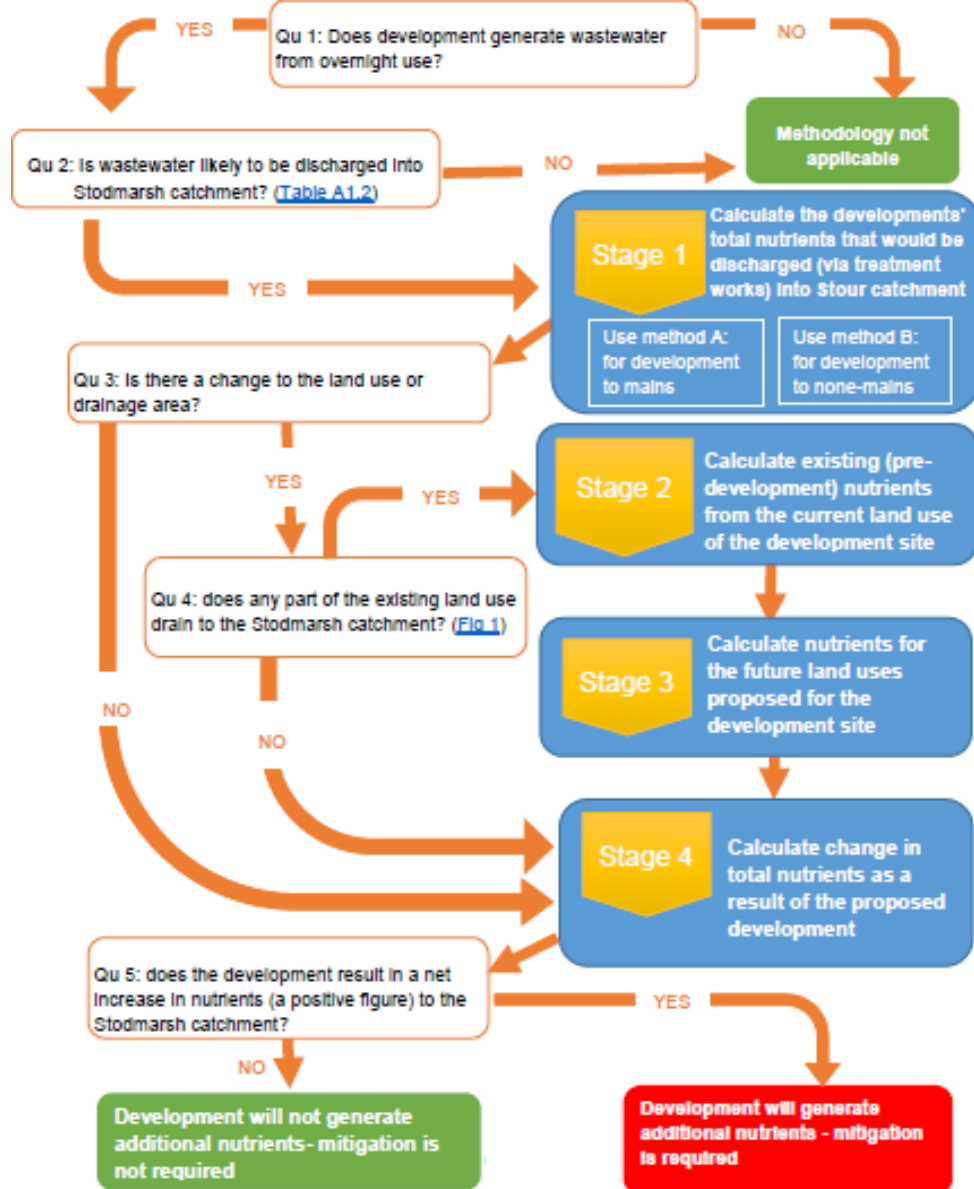 YES
Qu 1: Does development generate wastewater
from overnight use?
NO
Methodology not
applicable
Qu 2: Is wastewater likely to be discharged into
Stodmarsh catchment? (Table A1.2)
NO
YES
Stage 1
Calculate the developments'
total nutrients that would be
discharged (via treatment
works) into Stour catchment
Use method A:
for development
to mains
Use method B:
for development
to none-mains
Qu 3: Is there a change to the land use or
drainage area?
YES
YES
Stage 2
Calculate existing (pre-
development) nutrients
from the current land use
of the development site
Qu 4: does any part of the existing land use
drain to the Stodmarsh catchment? (Fig 1)
Stage 3
Calculate nutrients for
the future land uses
proposed for the
development site
NO
NO
Stage 4
Calculate change in
total nutrients as a
result of the proposed
development
Qu 5: does the development result in a net
increase in nutrients (a positive figure) to the
Stodmarsh catchment?
YES
NO
Development will not generate
additional nutrients- mitigation is
not required
Development will generate
additional nutrients - mitigation
is required